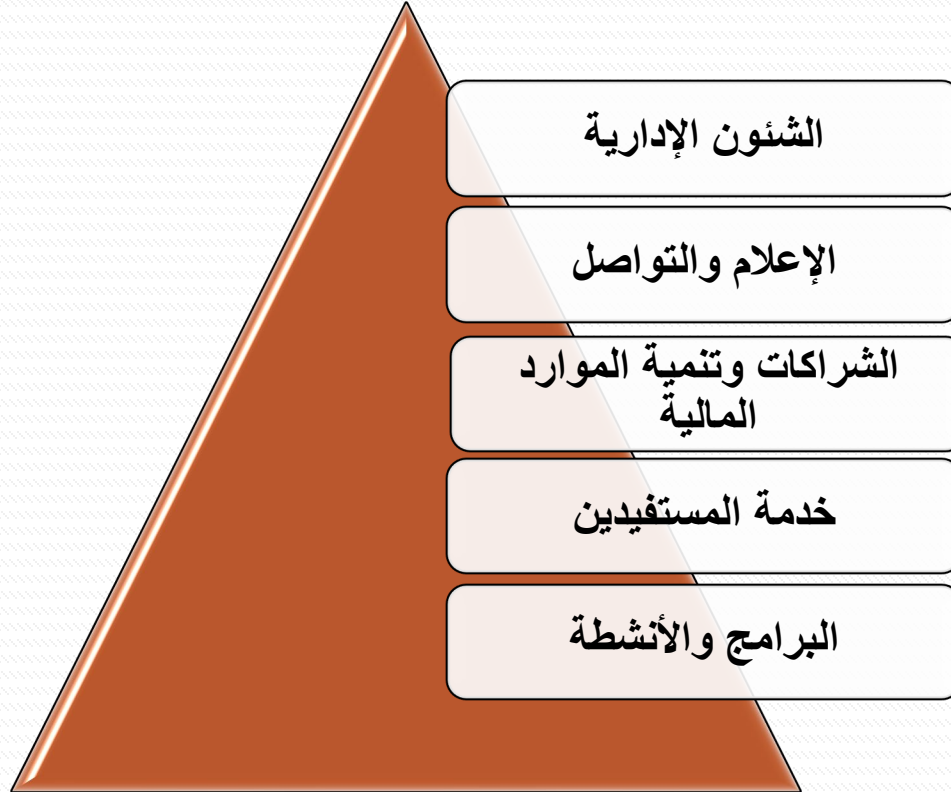 الشئون الإدارية
الإعلام والتواصل
الشراكات وتنمية الموارد
المالية
خدمة المستفيدين
البرامج والأنشطة